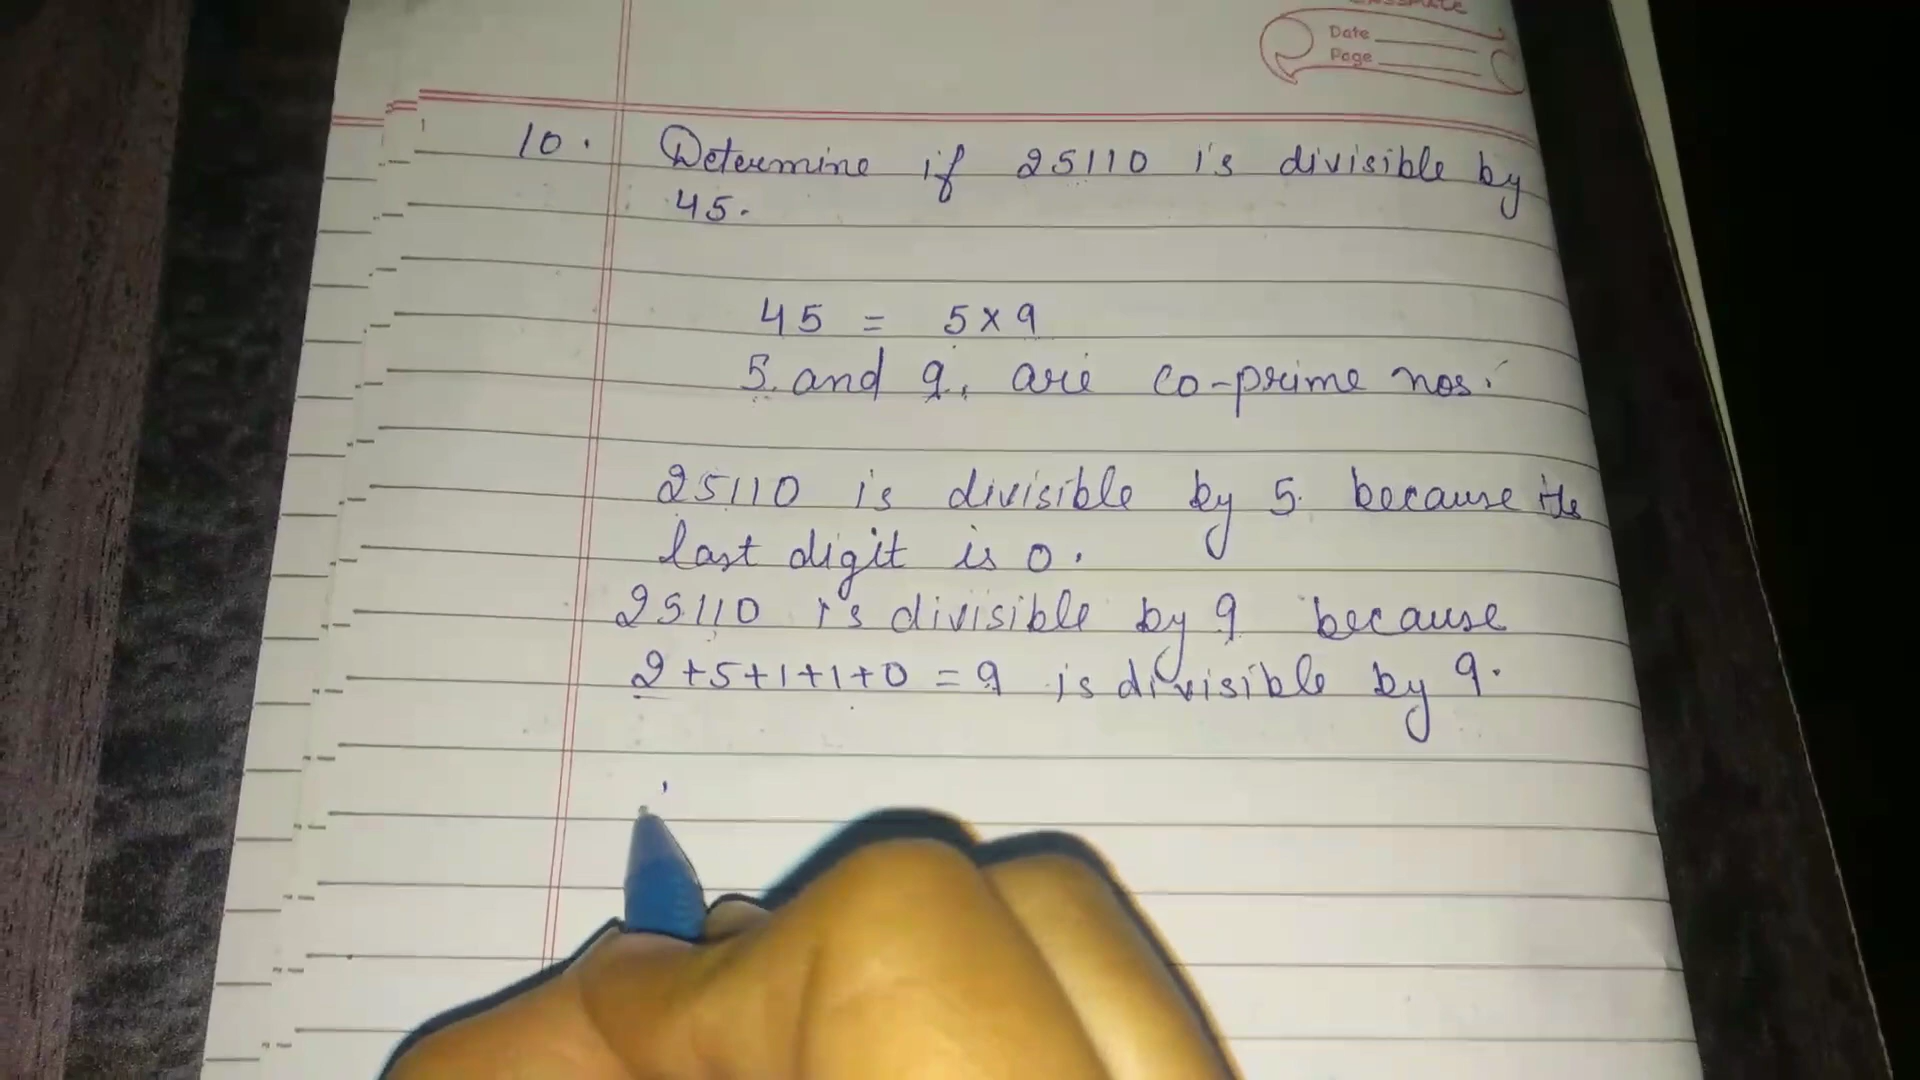 Date
Page
10. Determine if 25110 is divisible by
45.
45 = 5×9
5 and 9, are co-prime nos.
25110 is divisible by 5 because its
last digit is 0.
25110 is divisible by 9 because
2+5+1+1+0 = 9 is divisible by 9.